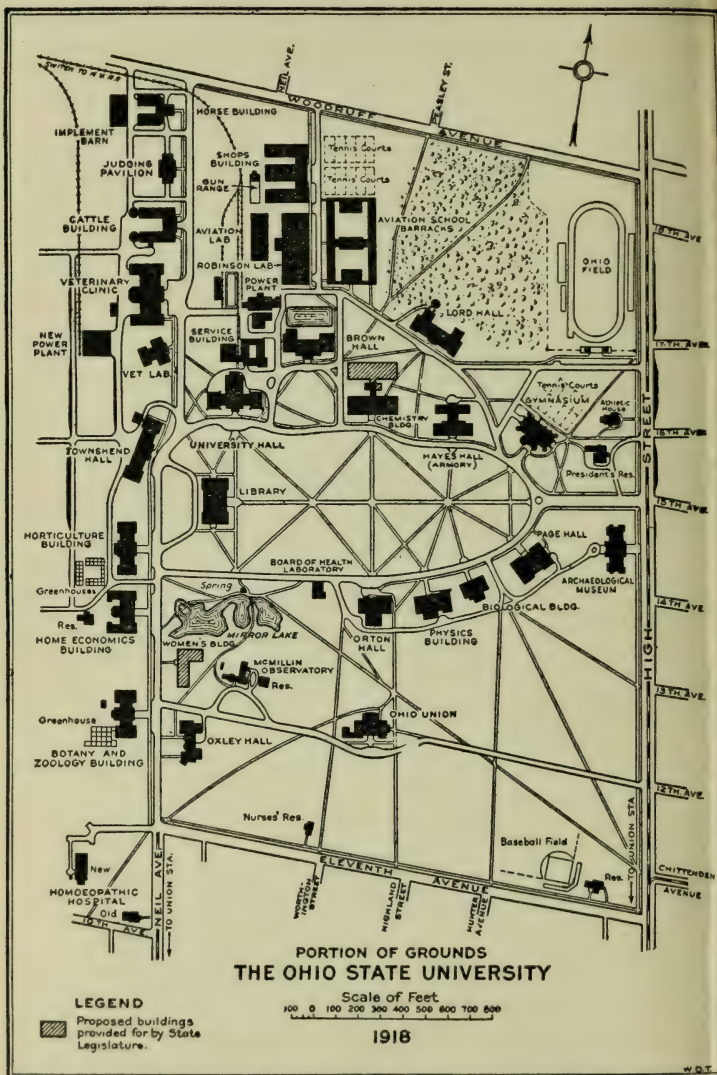 SWITCH TO H.V.R.R.
NEIL AVE.
WOODRUFF AVENUE
PEASLEY ST.
HORSE BUILDING
IMPLEMENT
BARN
SHOPS
BUILDING
Tennis Courts
JUDGING
PAVILION
GUN
RANGE
Tennis Courts
CATTLE
BUILDING
AVIATION
LAB
AVIATION SCHOOL
BARRACKS
OHIO
FIELD
ROBINSON LAB.
VETERINARY
CLINIC
POWER
PLANT
LORD HALL
NEW
POWER
PLANT
SERVICE
BUILDING
BROWN
HALL
17TH. AVE.
VET LAB.
Tennis Courts
GYMNASIUM
Athletic
House
CHEMISTRY
BLDG.
16TH AVE.
TOWNSHEND
HALL
UNIVERSITY HALL
HAYES HALL
(ARMORY)
President's Res.
HIGH STREET
LIBRARY
15TH. AVE.
HORTICULTURE
BUILDING
PAGE HALL
BOARD OF HEALTH
LABORATORY
ARCHAEOLOGICAL
MUSEUM
Greenhouses
Spring
BIOLOGICAL BLDG.
14TH. AVE.
Res.
MIRROR LAKE
ORTON
HALL
PHYSICS
BUILDING
HOME ECONOMICS
BUILDING
WOMEN'S BLDG.
MCMILLIN
OBSERVATORY
Res.
13TH. AVE.
Greenhouse
OHIO UNION
OXLEY HALL
BOTANY AND
ZOOLOGY BUILDING
12TH. AVE.
Nurses' Res.
Baseball Field
TO UNION STA.
New
ELEVENTH AVENUE
Res.
CHITTENDEN
AVENUE
HOMOEOPATHIC
HOSPITAL
Old
10TH AVE.
NEIL AVE.
TO UNION STA.
WORTH-
INGTON
STREET
HIGHLAND
STREET
HUNTER
AVENUE
PORTION OF GROUNDS
THE OHIO STATE UNIVERSITY
LEGEND
Proposed buildings
provided for by State
Legislature.
Scale of Feet
100 0 100 200 300 400 500 600 700 800
1918
W.D.T.